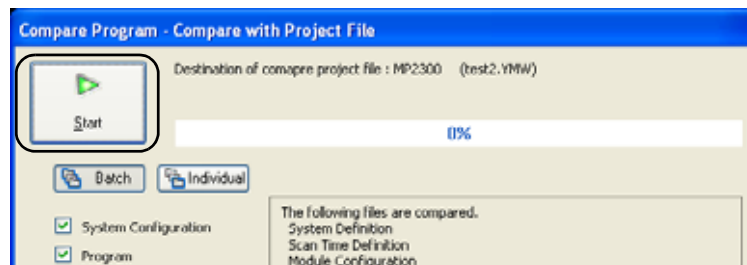 Compare Program - Compare with Project File
Destination of comapre project file : MP2300 (test2.YMW)
Start
0%
Batch
Individual
System Configuration
Program
The following files are compared.
System Definition
Scan Time Definition
Module Configuration